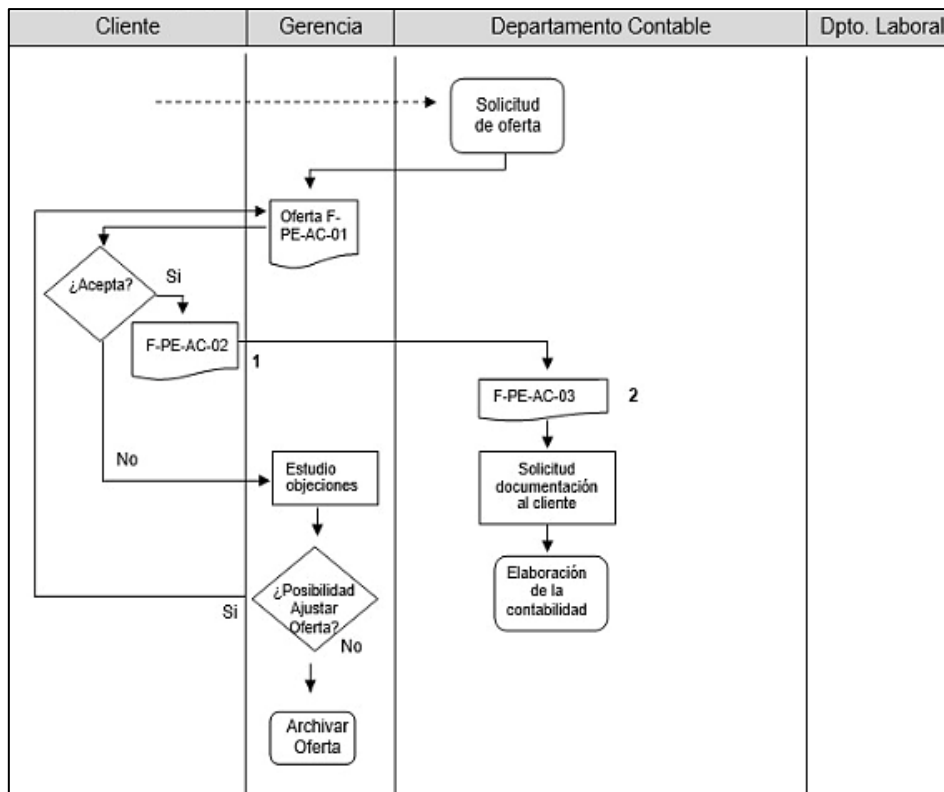 Cliente
Gerencia
Departamento Contable
Dpto. Laboral
Solicitud
de oferta
Oferta F-
PE-AC-01
¿Acepta?
Si
F-PE-AC-02
1
F-PE-AC-03
2
No
Estudio
objeciones
Solicitud
documentación
al cliente
¿Posibilidad
Ajustar
Oferta?
Si
No
Elaboración
de la
contabilidad
Archivar
Oferta